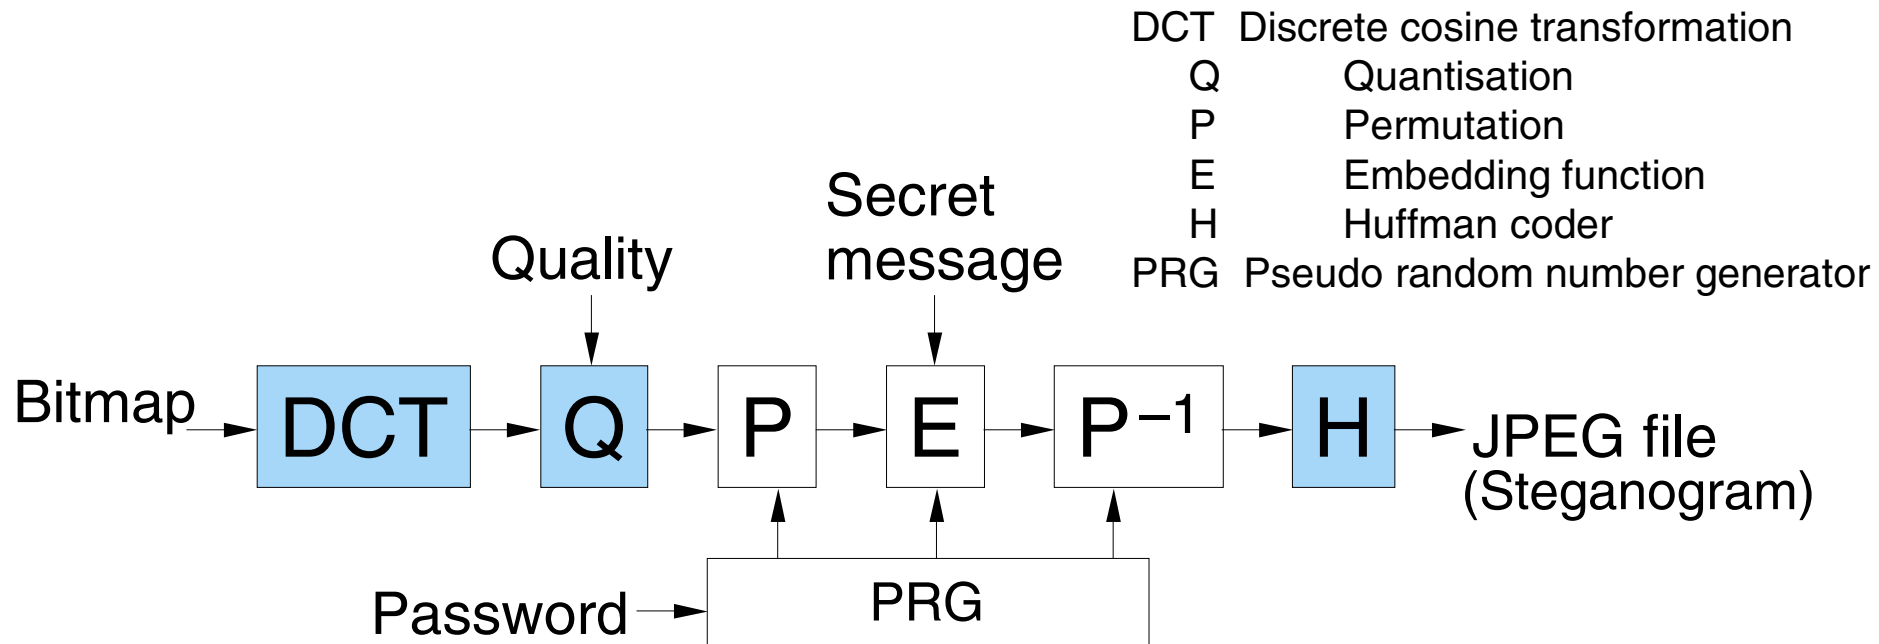 DCT Discrete cosine transformation
Q Quantisation
P Permutation
E Embedding function
H Huffman coder
PRG Pseudo random number generator
Secret
message
Quality
Bitmap
DCT
Q
P
E
P⁻¹
H
JPEG file
(Steganogram)
Password
PRG